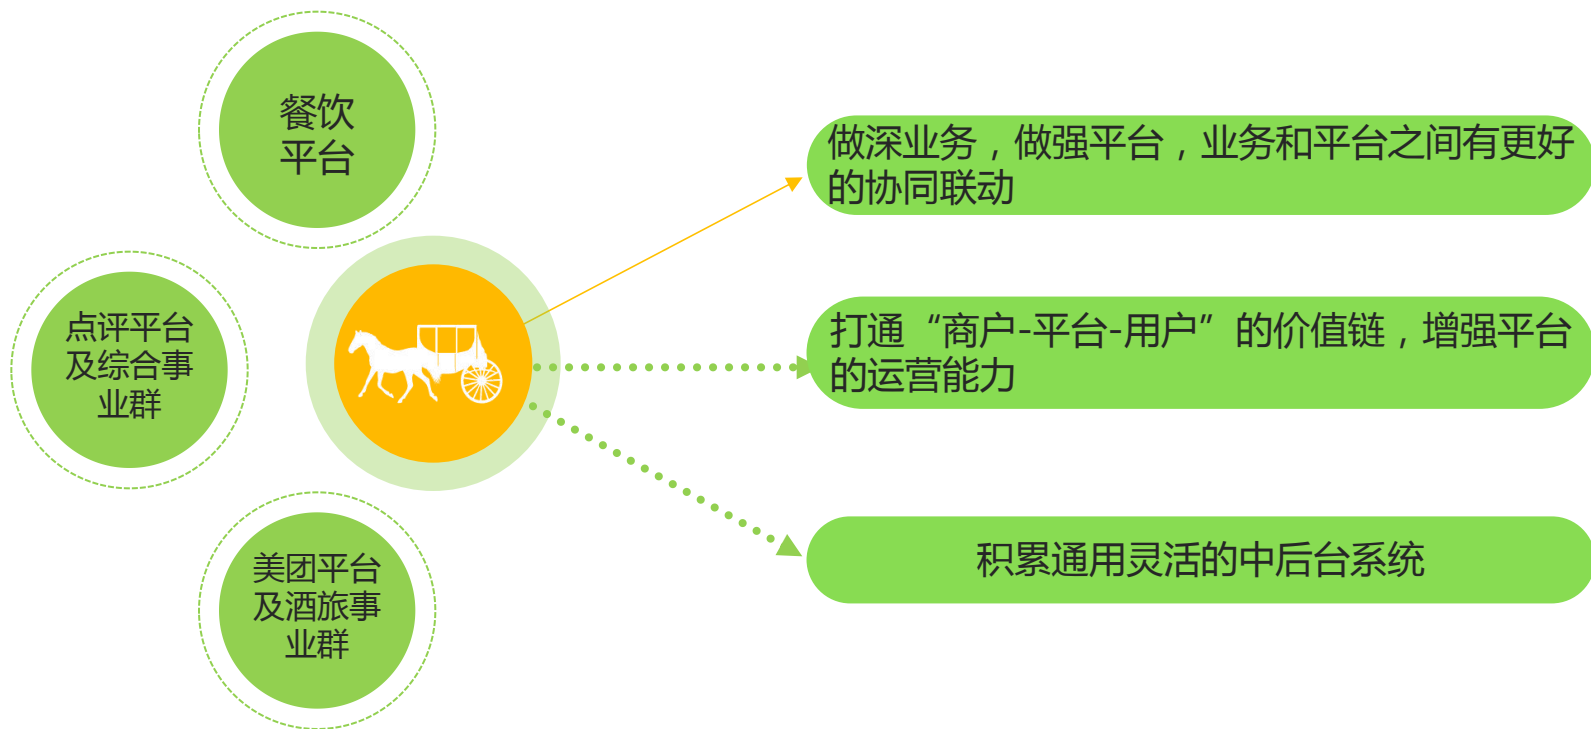 餐饮
平台
点评平台
及综合事
业群
美团平台
及酒旅事
业群
做深业务，做强平台，业务和平台之间有更好
的协同联动
打通“商户-平台-用户”的价值链，增强平台
的运营能力
积累通用灵活的中后台系统